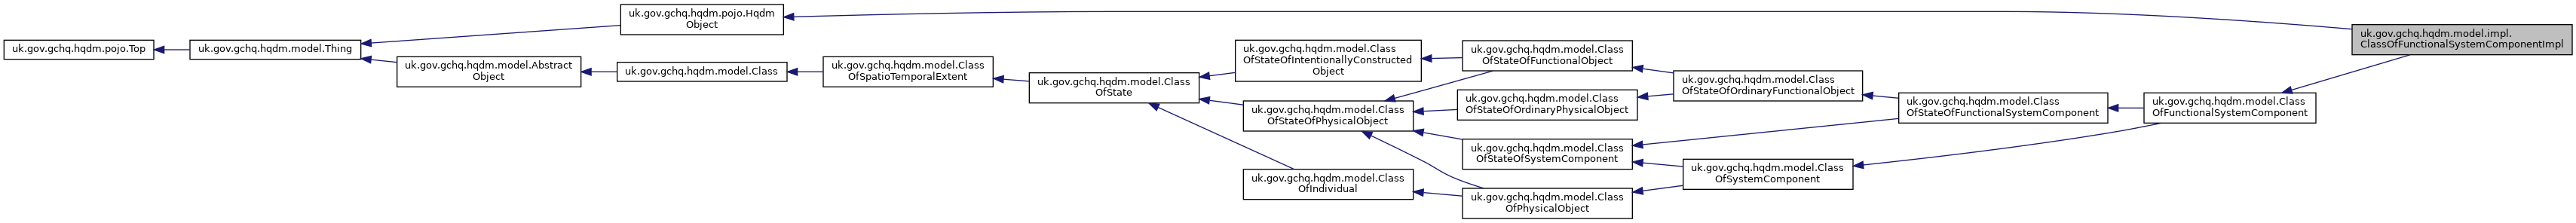 uk.gov.gchq.hqdm.pojo.Top
uk.gov.gchq.hqdm.model.Thing
uk.gov.gchq.hqdm.pojo.Hqdm
Object
uk.gov.gchq.hqdm.model.Abstract
Object
uk.gov.gchq.hqdm.model.Class
uk.gov.gchq.hqdm.model.Class
OfSpatioTemporalExtent
uk.gov.gchq.hqdm.model.Class
OfState
uk.gov.gchq.hqdm.model.Class
OfStateOfIntentionallyConstructed
Object
uk.gov.gchq.hqdm.model.Class
OfStateOfPhysicalObject
uk.gov.gchq.hqdm.model.Class
OfIndividual
uk.gov.gchq.hqdm.model.Class
OfStateOfFunctionalObject
uk.gov.gchq.hqdm.model.Class
OfStateOfOrdinaryPhysicalObject
uk.gov.gchq.hqdm.model.Class
OfStateOfSystemComponent
uk.gov.gchq.hqdm.model.Class
OfPhysicalObject
uk.gov.gchq.hqdm.model.Class
OfStateOfOrdinaryFunctionalObject
uk.gov.gchq.hqdm.model.Class
OfSystemComponent
uk.gov.gchq.hqdm.model.Class
OfStateOfFunctionalSystemComponent
uk.gov.gchq.hqdm.model.Class
OfFunctionalSystemComponent
uk.gov.gchq.hqdm.model.impl.
ClassOfFunctionalSystemComponentImpl